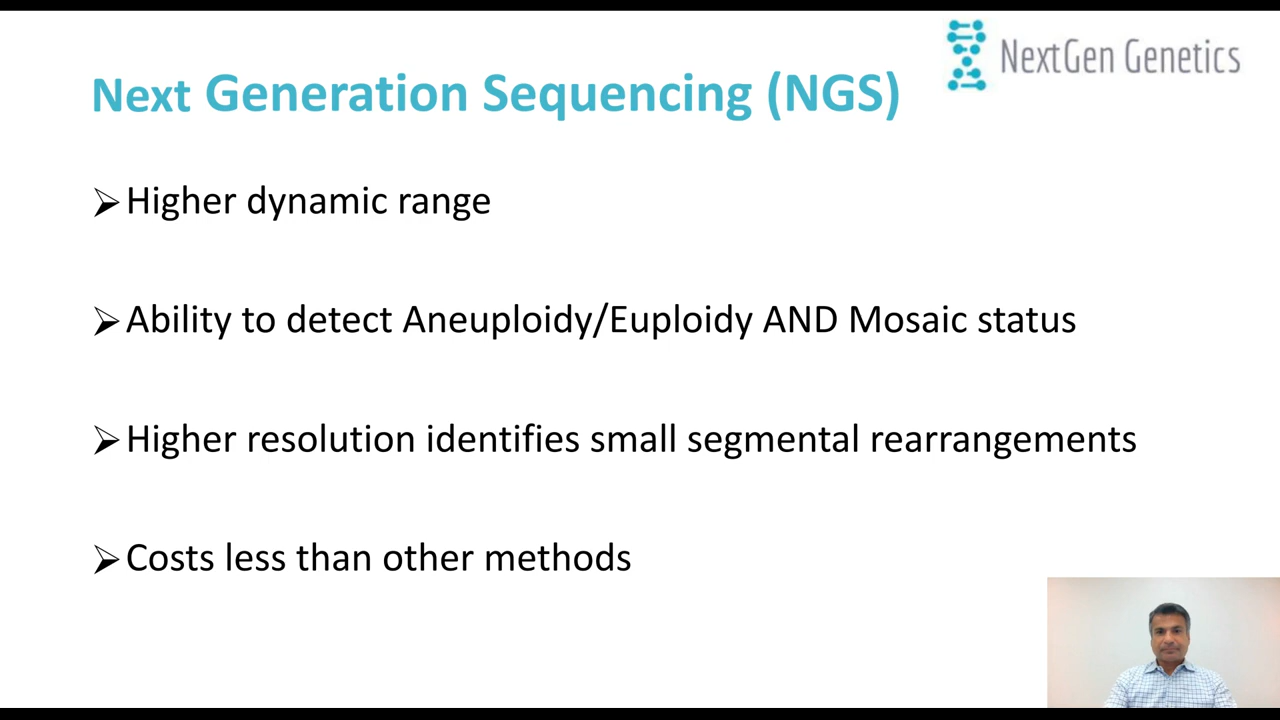 NextGen Genetics
Next Generation Sequencing (NGS)
➢Higher dynamic range
➢Ability to detect Aneuploidy/Euploidy AND Mosaic status
➢Higher resolution identifies small segmental rearrangements
➢Costs less than other methods